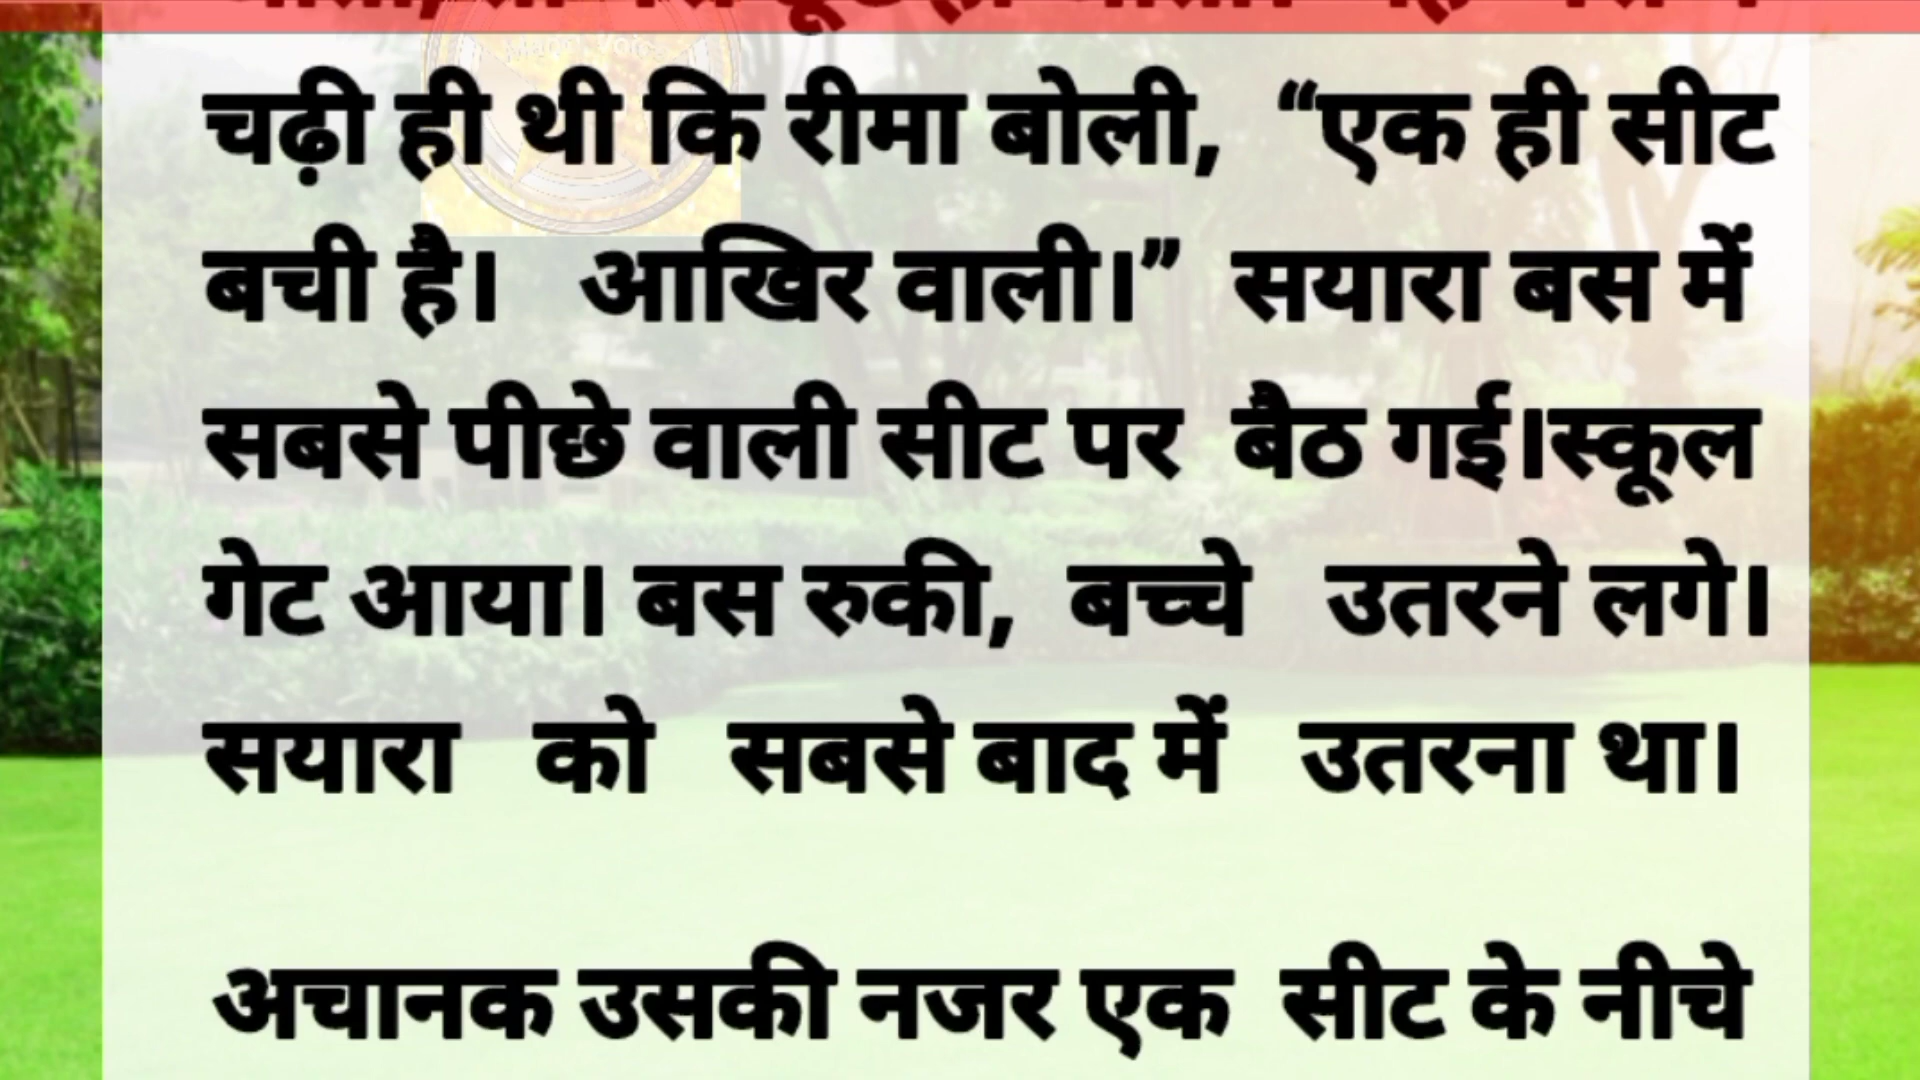 चढ़ी ही थी कि रीमा बोली, “एक ही सीट
बची है। आखिर वाली।” सयारा बस में
सबसे पीछे वाली सीट पर बैठ गई।स्कूल
गेट आया। बस रुकी, बच्चे उतरने लगे।
सयारा को सबसे बाद में उतरना था।
अचानक उसकी नजर एक सीट के नीचे